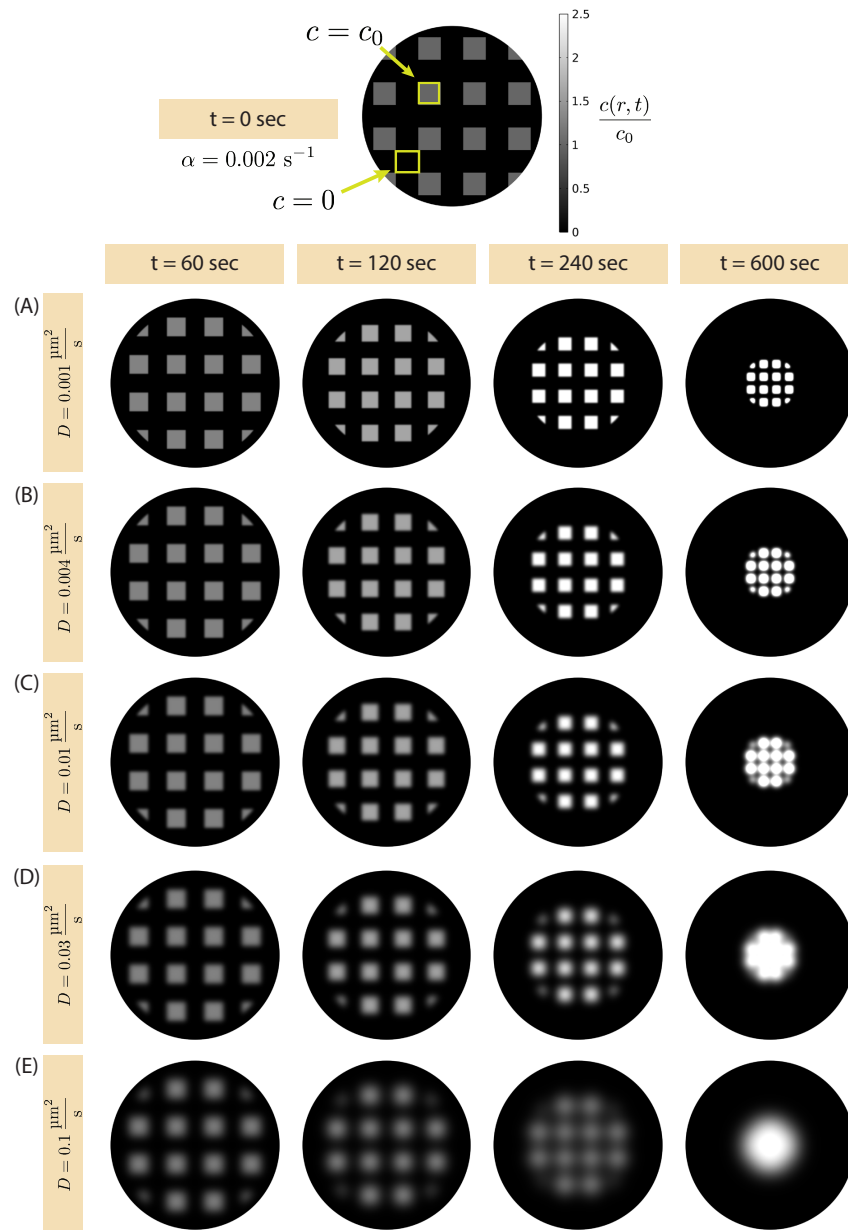 c = c₀
t = 0 sec
α = 0.002 s⁻¹
c = 0
2.5
2
1.5
1
0.5
0
c(r, t)
c₀
t = 60 sec
t = 120 sec
t = 240 sec
t = 600 sec
(A)
D = 0.001 µm²/s
(B)
D = 0.004 µm²/s
(C)
D = 0.01 µm²/s
(D)
D = 0.03 µm²/s
(E)
D = 0.1 µm²/s